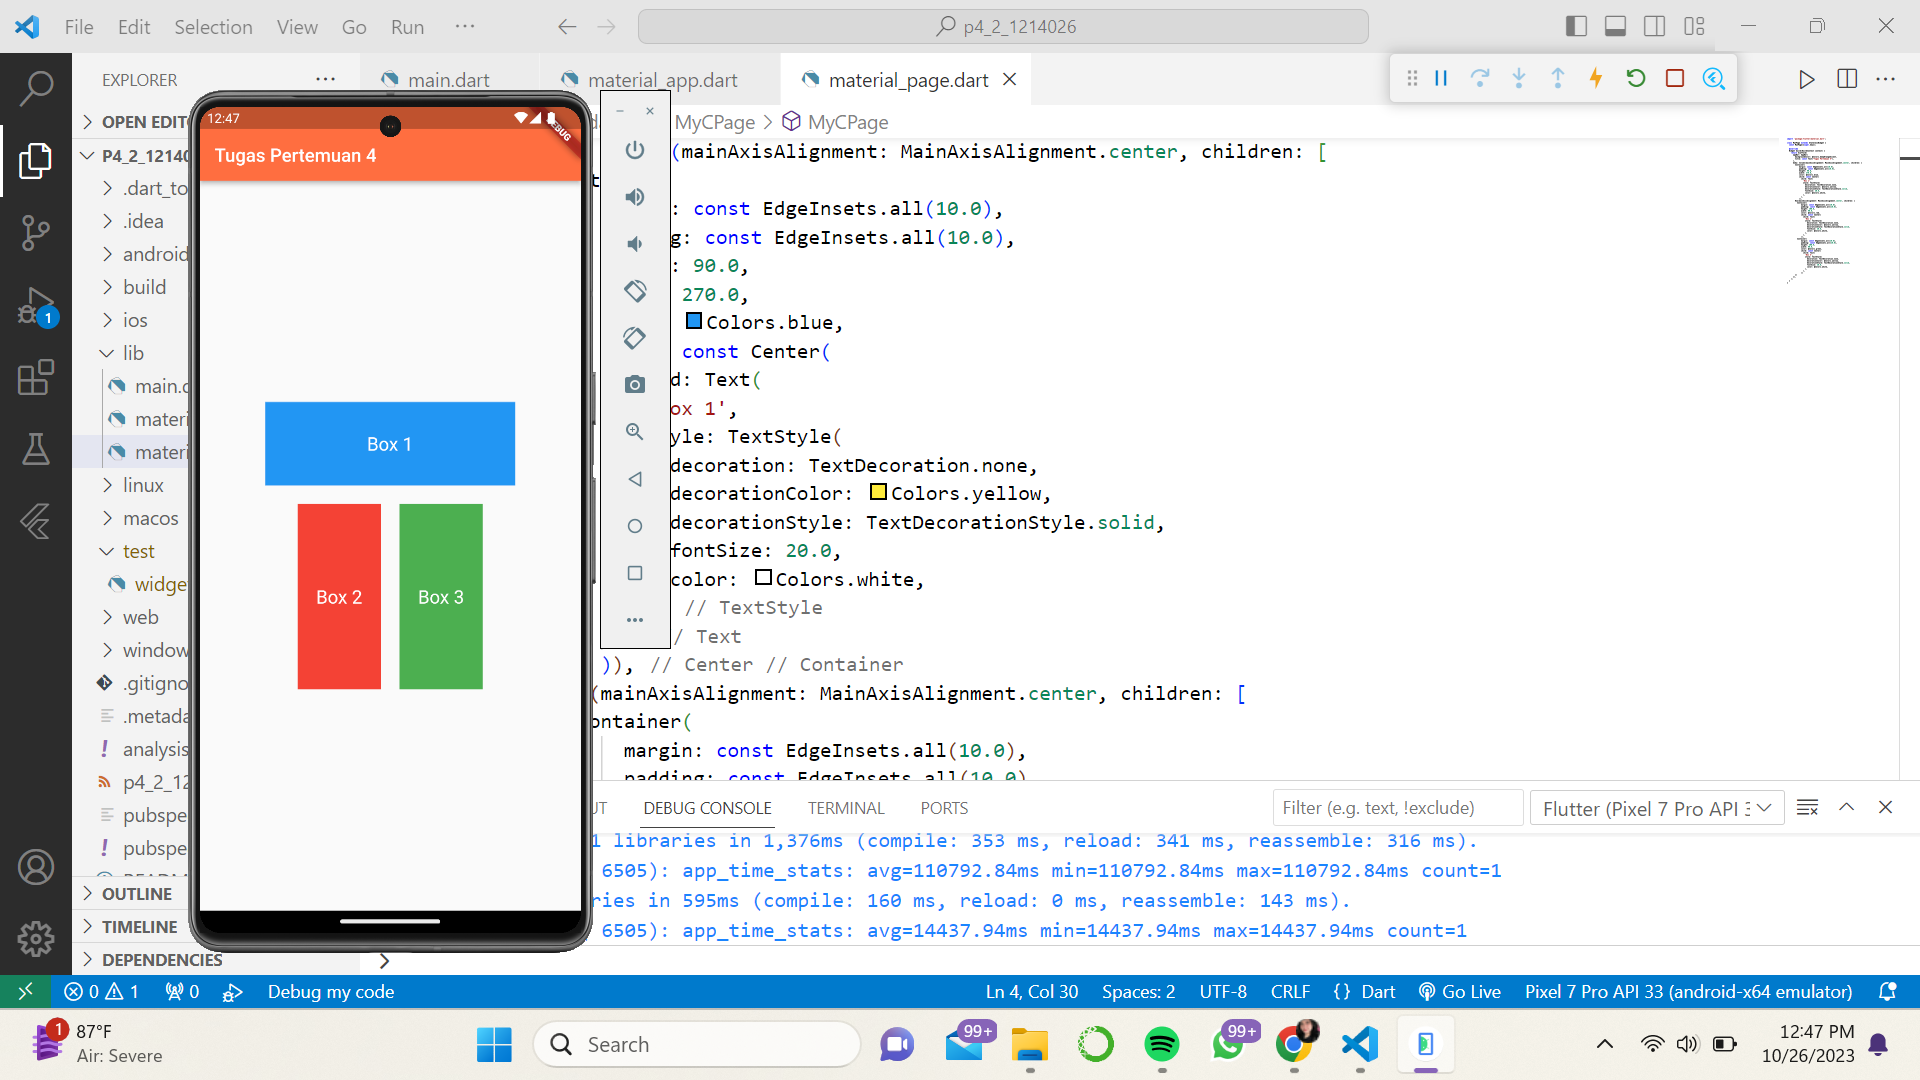 File Edit Selection View Go Run ···
p4_2_1214026
EXPLORER ···
main.dart
material_app.dart
material_page.dart
OPEN EDIT
P4_2_1214
.dart_to
.idea
android
build
ios
lib
main.d
materi
materi
linux
macos
test
widge
web
window
.gitigno
.metada
analysis
p4_2_12
pubspe
pubspe
OUTLINE
TIMELINE
DEPENDENCIES
1
12:47
DEBUG
Tugas Pertemuan 4
Box 1
Box 2
Box 3
MyCPage > MyCPage
(mainAxisAlignment: MainAxisAlignment.center, children: [
: const EdgeInsets.all(10.0),
g: const EdgeInsets.all(10.0),
: 90.0,
270.0,
Colors.blue,
const Center(
d: Text(
ox 1',
yle: TextStyle(
decoration: TextDecoration.none,
decorationColor: Colors.yellow,
decorationStyle: TextDecorationStyle.solid,
fontSize: 20.0,
color: Colors.white,
// TextStyle
/ Text
)), // Center // Container
(mainAxisAlignment: MainAxisAlignment.center, children: [
ontainer(
margin: const EdgeInsets.all(10.0),
padding: const EdgeInsets.all(10.0)
UT DEBUG CONSOLE TERMINAL PORTS
Filter (e.g. text, !exclude)
Flutter (Pixel 7 Pro API 3
1 libraries in 1,376ms (compile: 353 ms, reload: 341 ms, reassemble: 316 ms).
6505): app_time_stats: avg=110792.84ms min=110792.84ms max=110792.84ms count=1
ries in 595ms (compile: 160 ms, reload: 0 ms, reassemble: 143 ms).
6505): app_time_stats: avg=14437.94ms min=14437.94ms max=14437.94ms count=1
>
0 1 0 Debug my code
Ln 4, Col 30 Spaces: 2 UTF-8 CRLF {} Dart Go Live Pixel 7 Pro API 33 (android-x64 emulator)
1
87°F
Air: Severe
Search
99+
99+
12:47 PM
10/26/2023